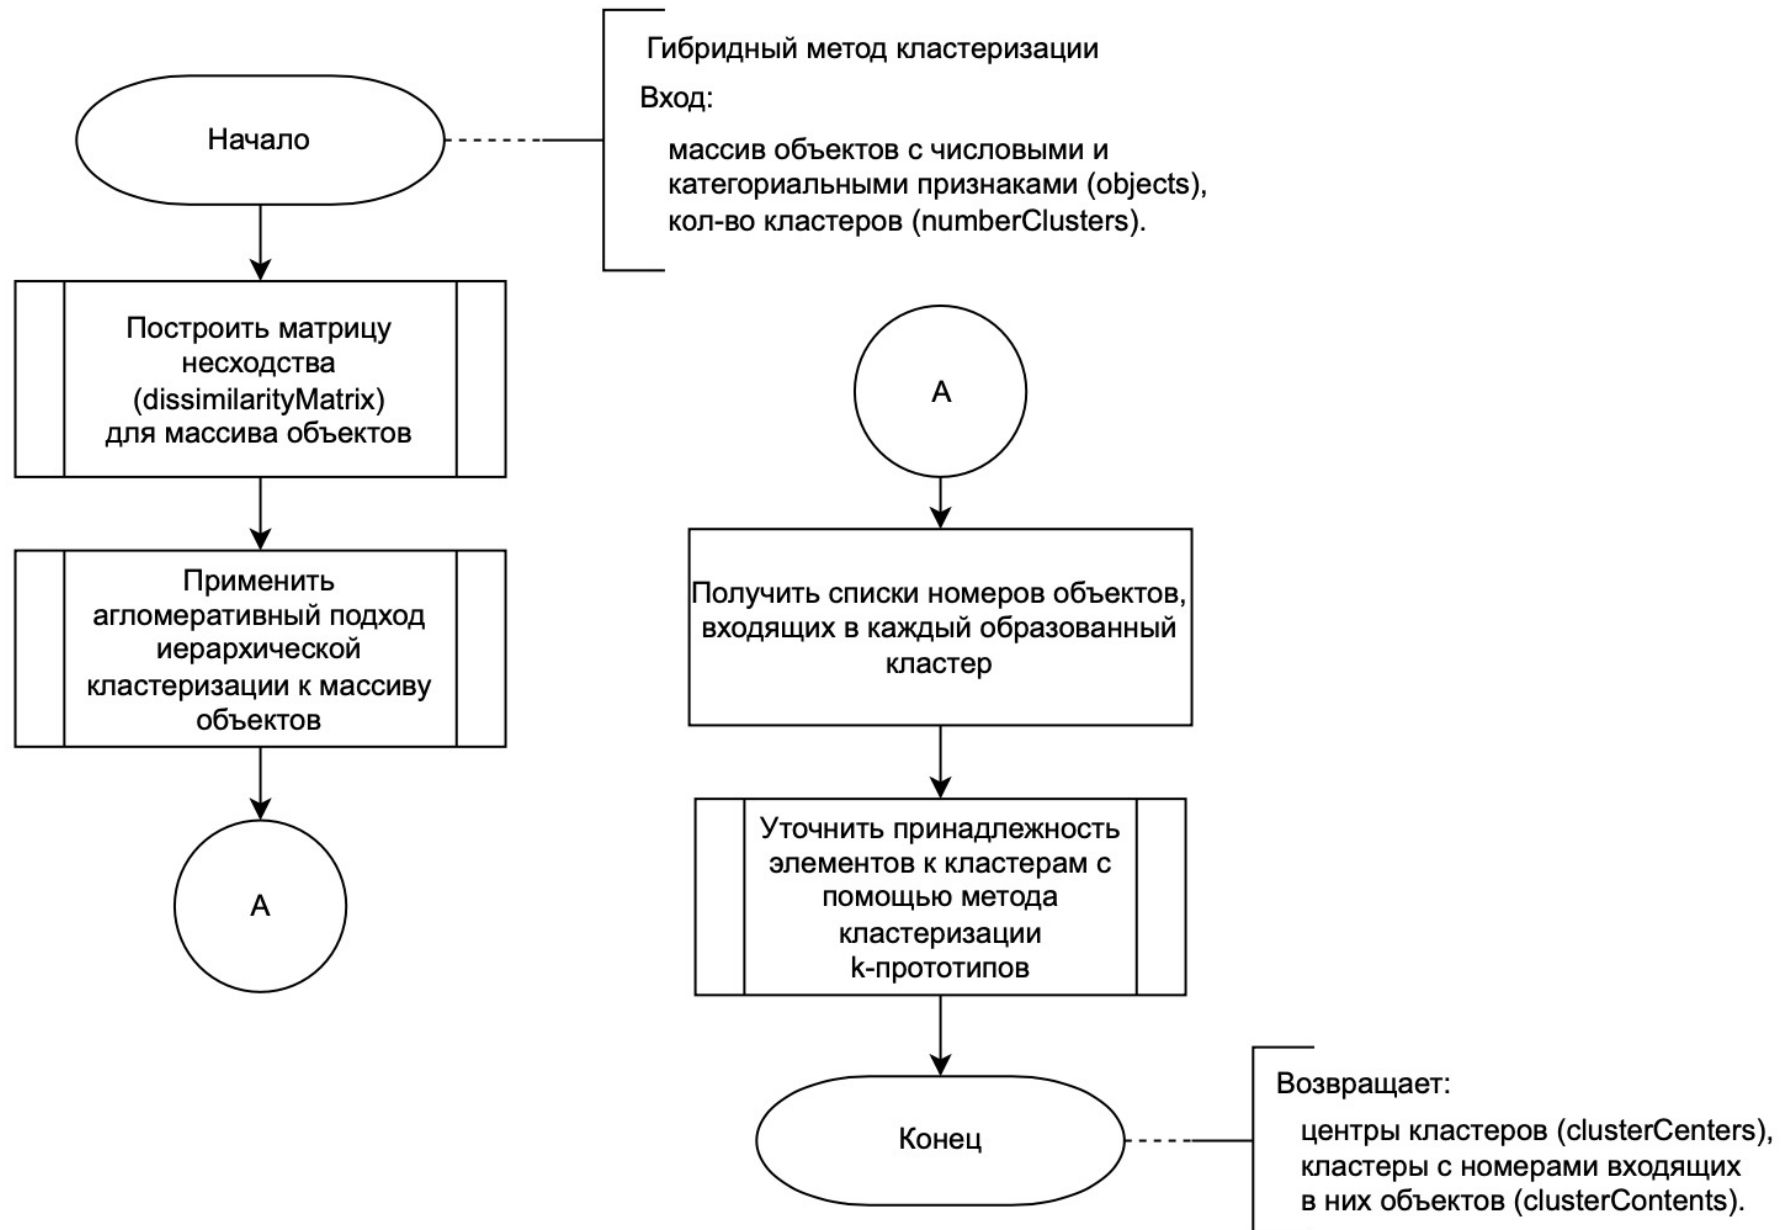 Гибридный метод кластеризации
Вход:
массив объектов с числовыми и
категориальными признаками (objects),
кол-во кластеров (numberClusters).
Начало
Построить матрицу
несходства
(dissimilarityMatrix)
для массива объектов
Применить
агломеративный подход
иерархической
кластеризации к массиву
объектов
А
А
Получить списки номеров объектов,
входящих в каждый образованный
кластер
Уточнить принадлежность
элементов к кластерам с
помощью метода
кластеризации
k-прототипов
Конец
Возвращает:
центры кластеров (clusterCenters),
кластеры с номерами входящих
в них объектов (clusterContents).